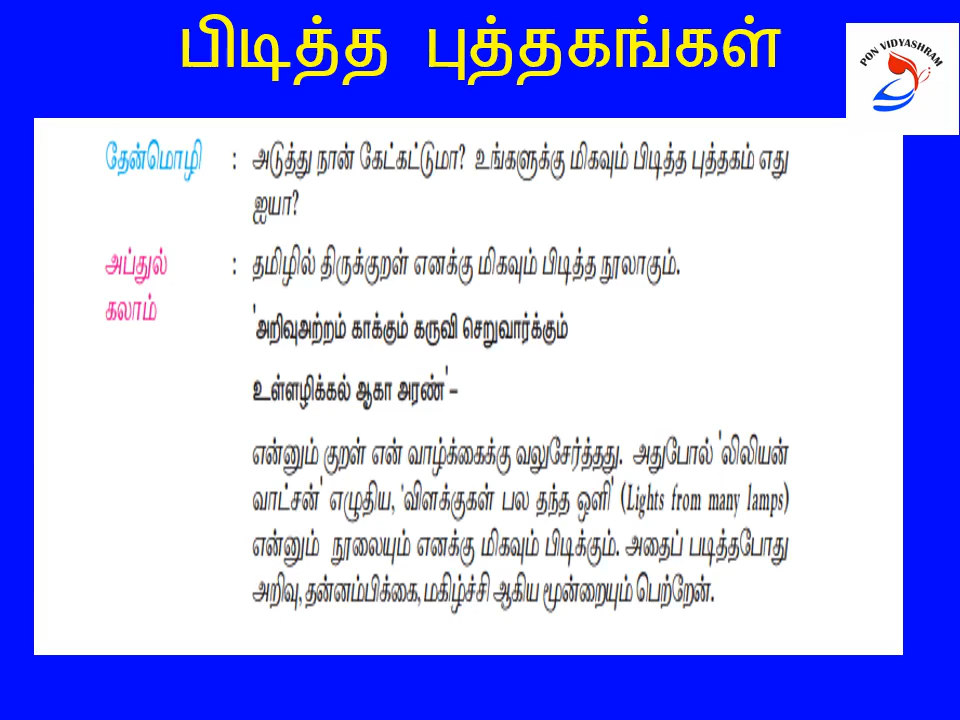 பிடித்த புத்தகங்கள்
PON VIDYASHRAM
தேன்மொழி : அடுத்து நான் கேட்கட்டுமா? உங்களுக்கு மிகவும் பிடித்த புத்தகம் எது
ஐயா?
அப்துல் : தமிழில் திருக்குறள் எனக்கு மிகவும் பிடித்த நூலாகும்.
கலாம்
'அறிவுஅற்றம் காக்கும் கருவி செறுவார்க்கும்
உள்ளழிக்கல் ஆகா அரண்'–
என்னும் குறள் என் வாழ்க்கைக்கு வலுசேர்த்தது. அதுபோல் 'லிலியன்
வாட்சன்' எழுதிய, 'விளக்குகள் பல தந்த ஒளி' (Lights from many lamps)
என்னும் நூலையும் எனக்கு மிகவும் பிடிக்கும். அதைப் படித்தபோது
அறிவு, தன்னம்பிக்கை, மகிழ்ச்சி ஆகிய மூன்றையும் பெற்றேன்.